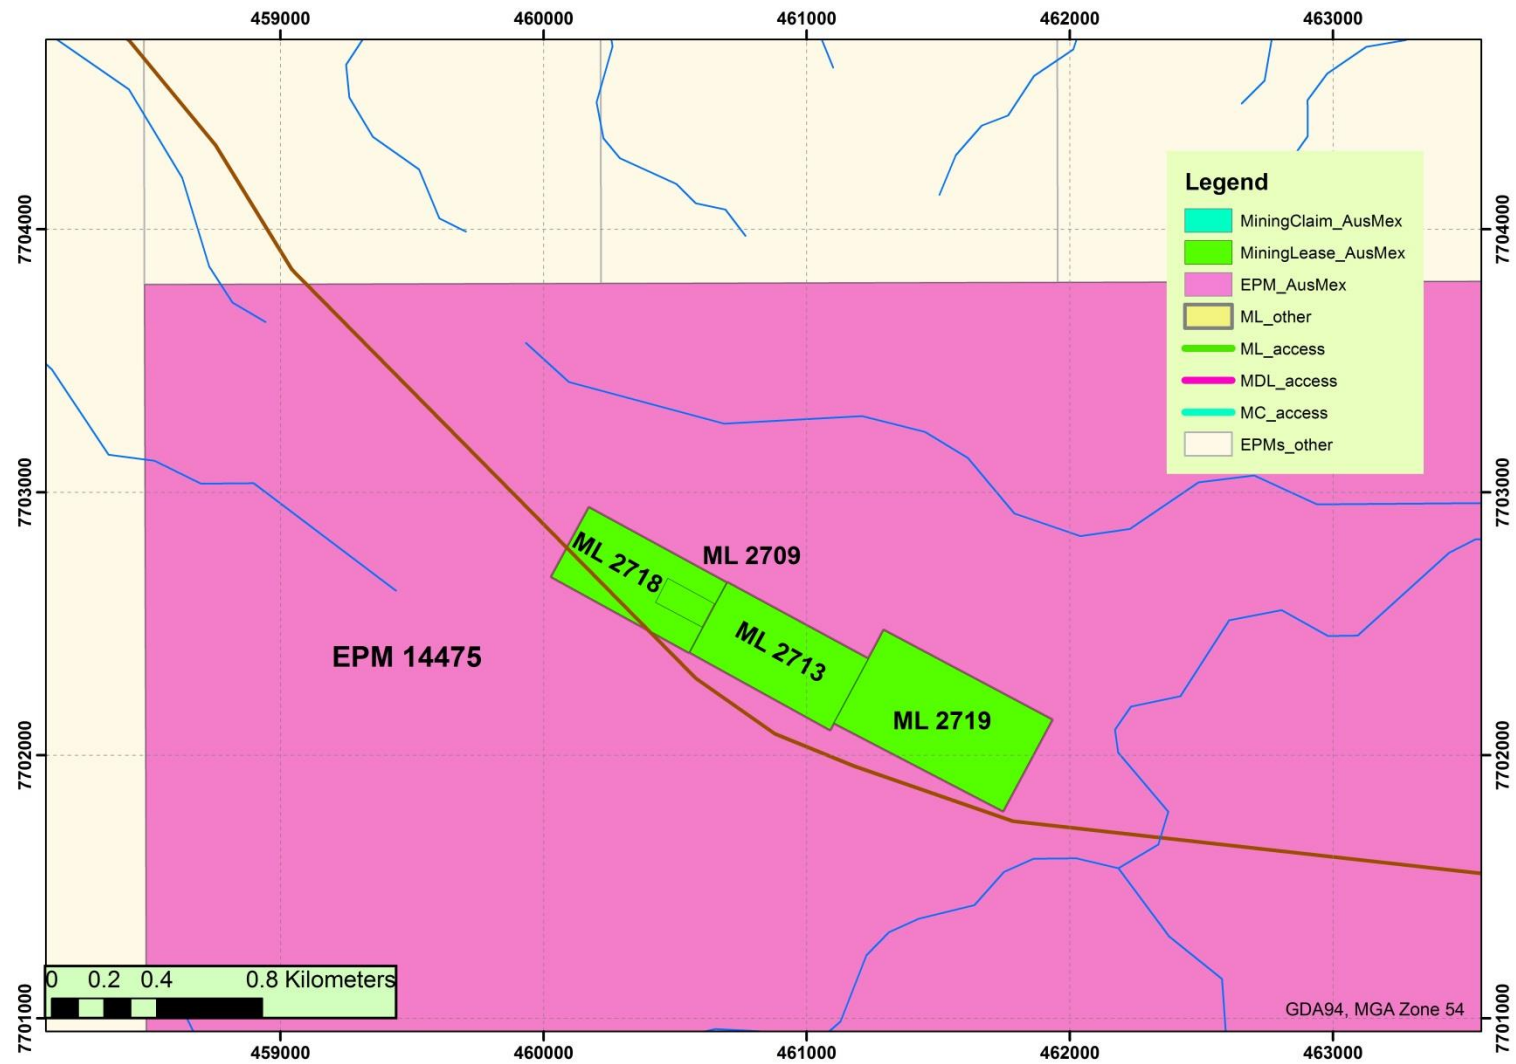 459000 460000 461000 462000 463000
7704000 7704000
Legend
MiningClaim_AusMex
MiningLease_AusMex
EPM_AusMex
ML_other
ML_access
MDL_access
MC_access
EPMs_other
7703000 7703000
ML 2718
ML 2709
EPM 14475
ML 2713
ML 2719
7702000 7702000
0 0.2 0.4 0.8 Kilometers
7701000 7701000
GDA94, MGA Zone 54
459000 460000 461000 462000 463000